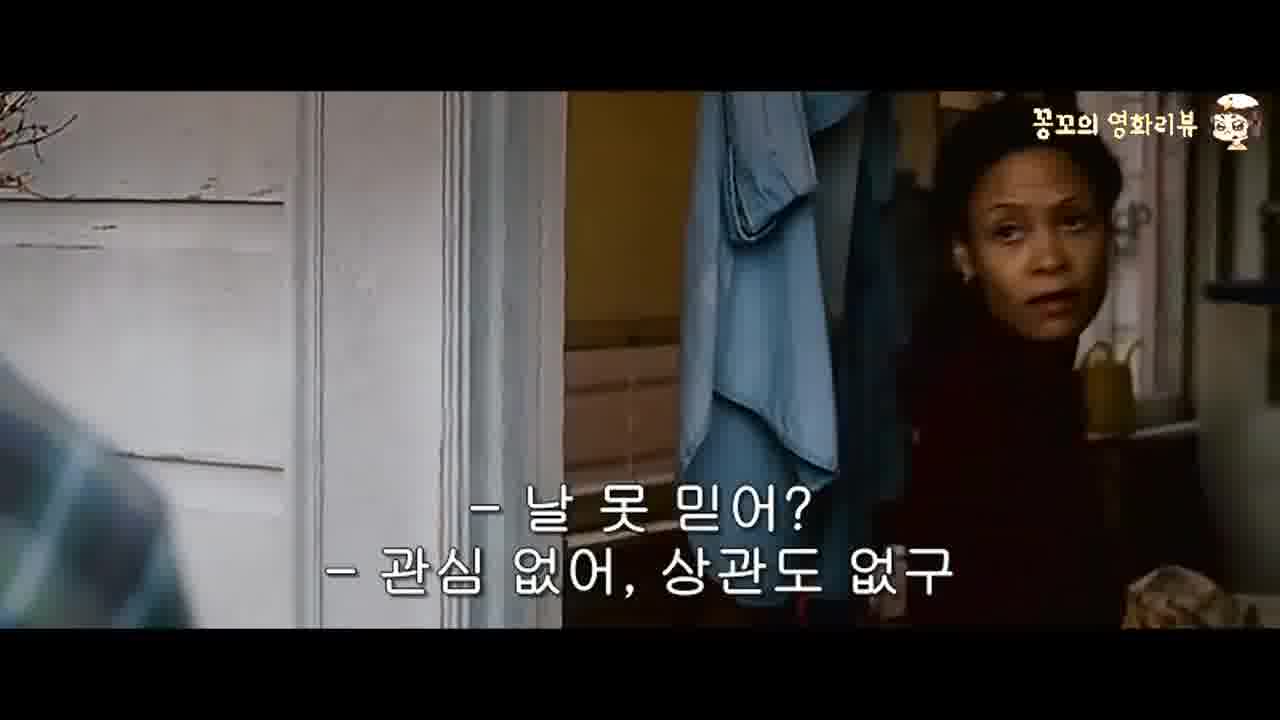 꽁꼬의 영화리뷰
- 날 못 믿어?
- 관심 없어, 상관도 없구